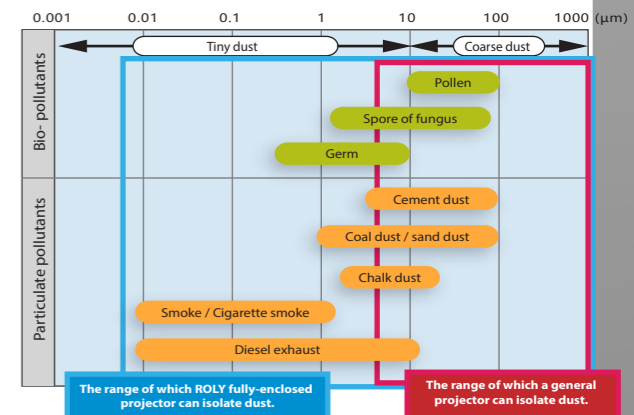 0.001 0.01 0.1 1 10 100 1000 (μm)
Tiny dust Coarse dust
Bio- pollutants
Pollen
Spore of fungus
Germ
Particulate pollutants
Cement dust
Coal dust / sand dust
Chalk dust
Smoke / Cigarette smoke
Diesel exhaust
The range of which ROLY fully-enclosed
projector can isolate dust.
The range of which a general
projector can isolate dust.